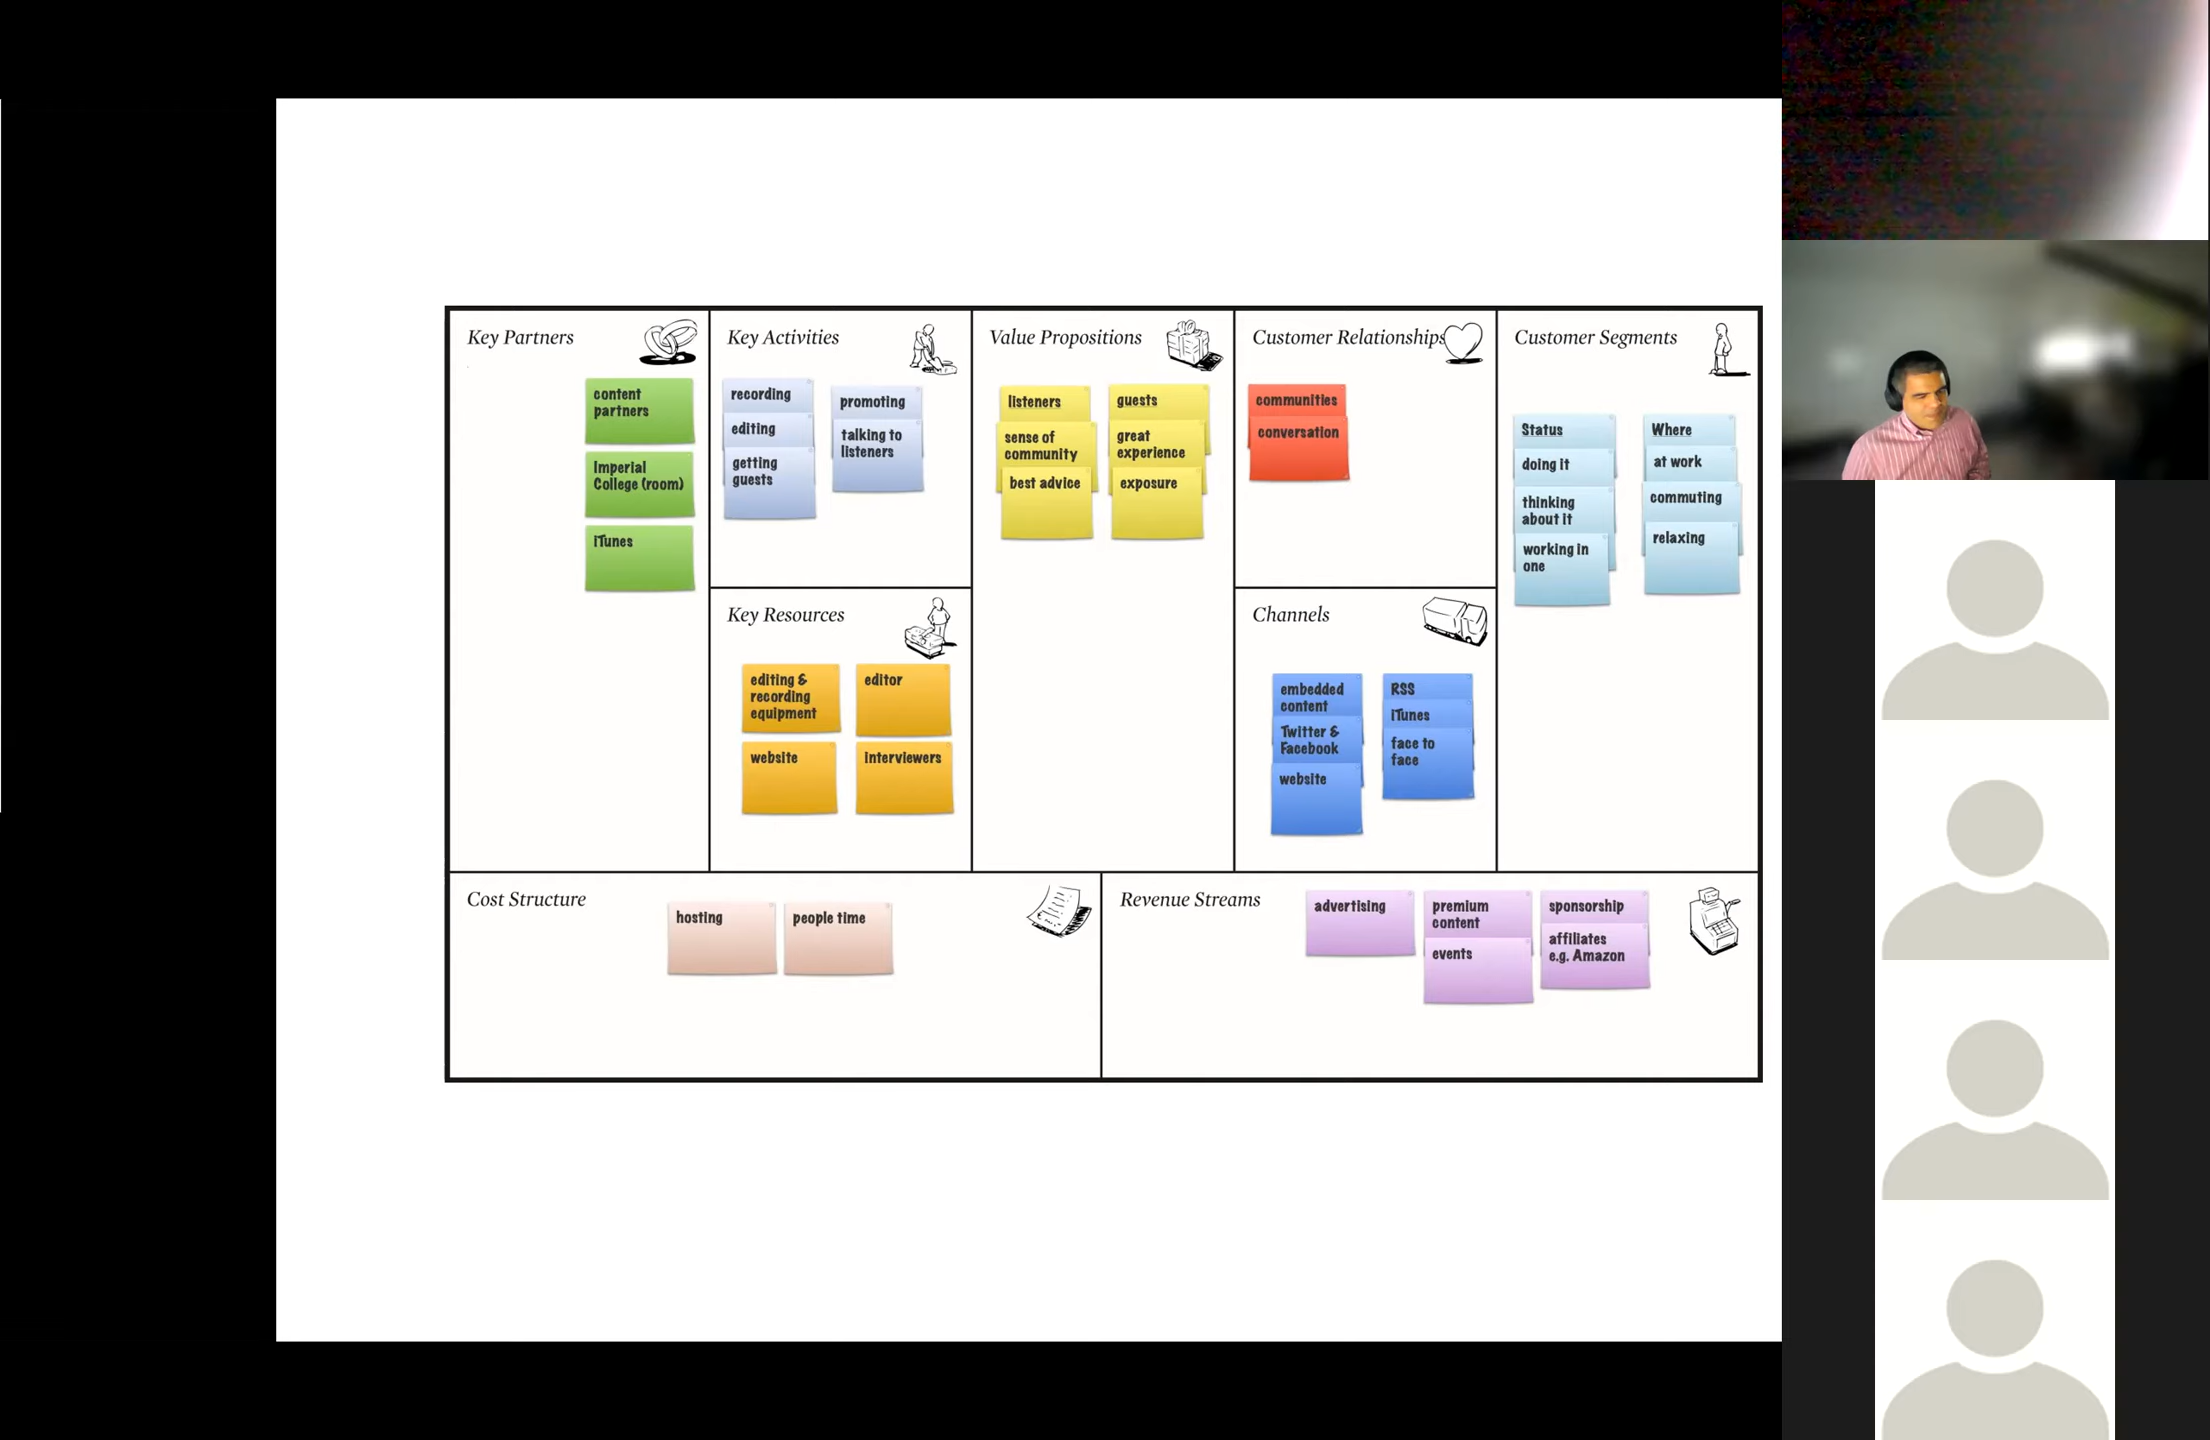 Key Partners
content
partners
Imperial
College (room)
iTunes
Key Activities
recording
editing
getting
guests
promoting
talking to
listeners
Key Resources
editing &
recording
equipment
editor
website
interviewers
Value Propositions
listeners
sense of
community
best advice
guests
great
experience
exposure
Customer Relationships
communities
conversation
Channels
embedded
content
Twitter &
Facebook
website
RSS
iTunes
face to
face
Customer Segments
Status
doing it
thinking
about it
working in
one
Where
at work
commuting
relaxing
Cost Structure
hosting
people time
Revenue Streams
advertising
premium
content
events
sponsorship
affiliates
e.g. Amazon